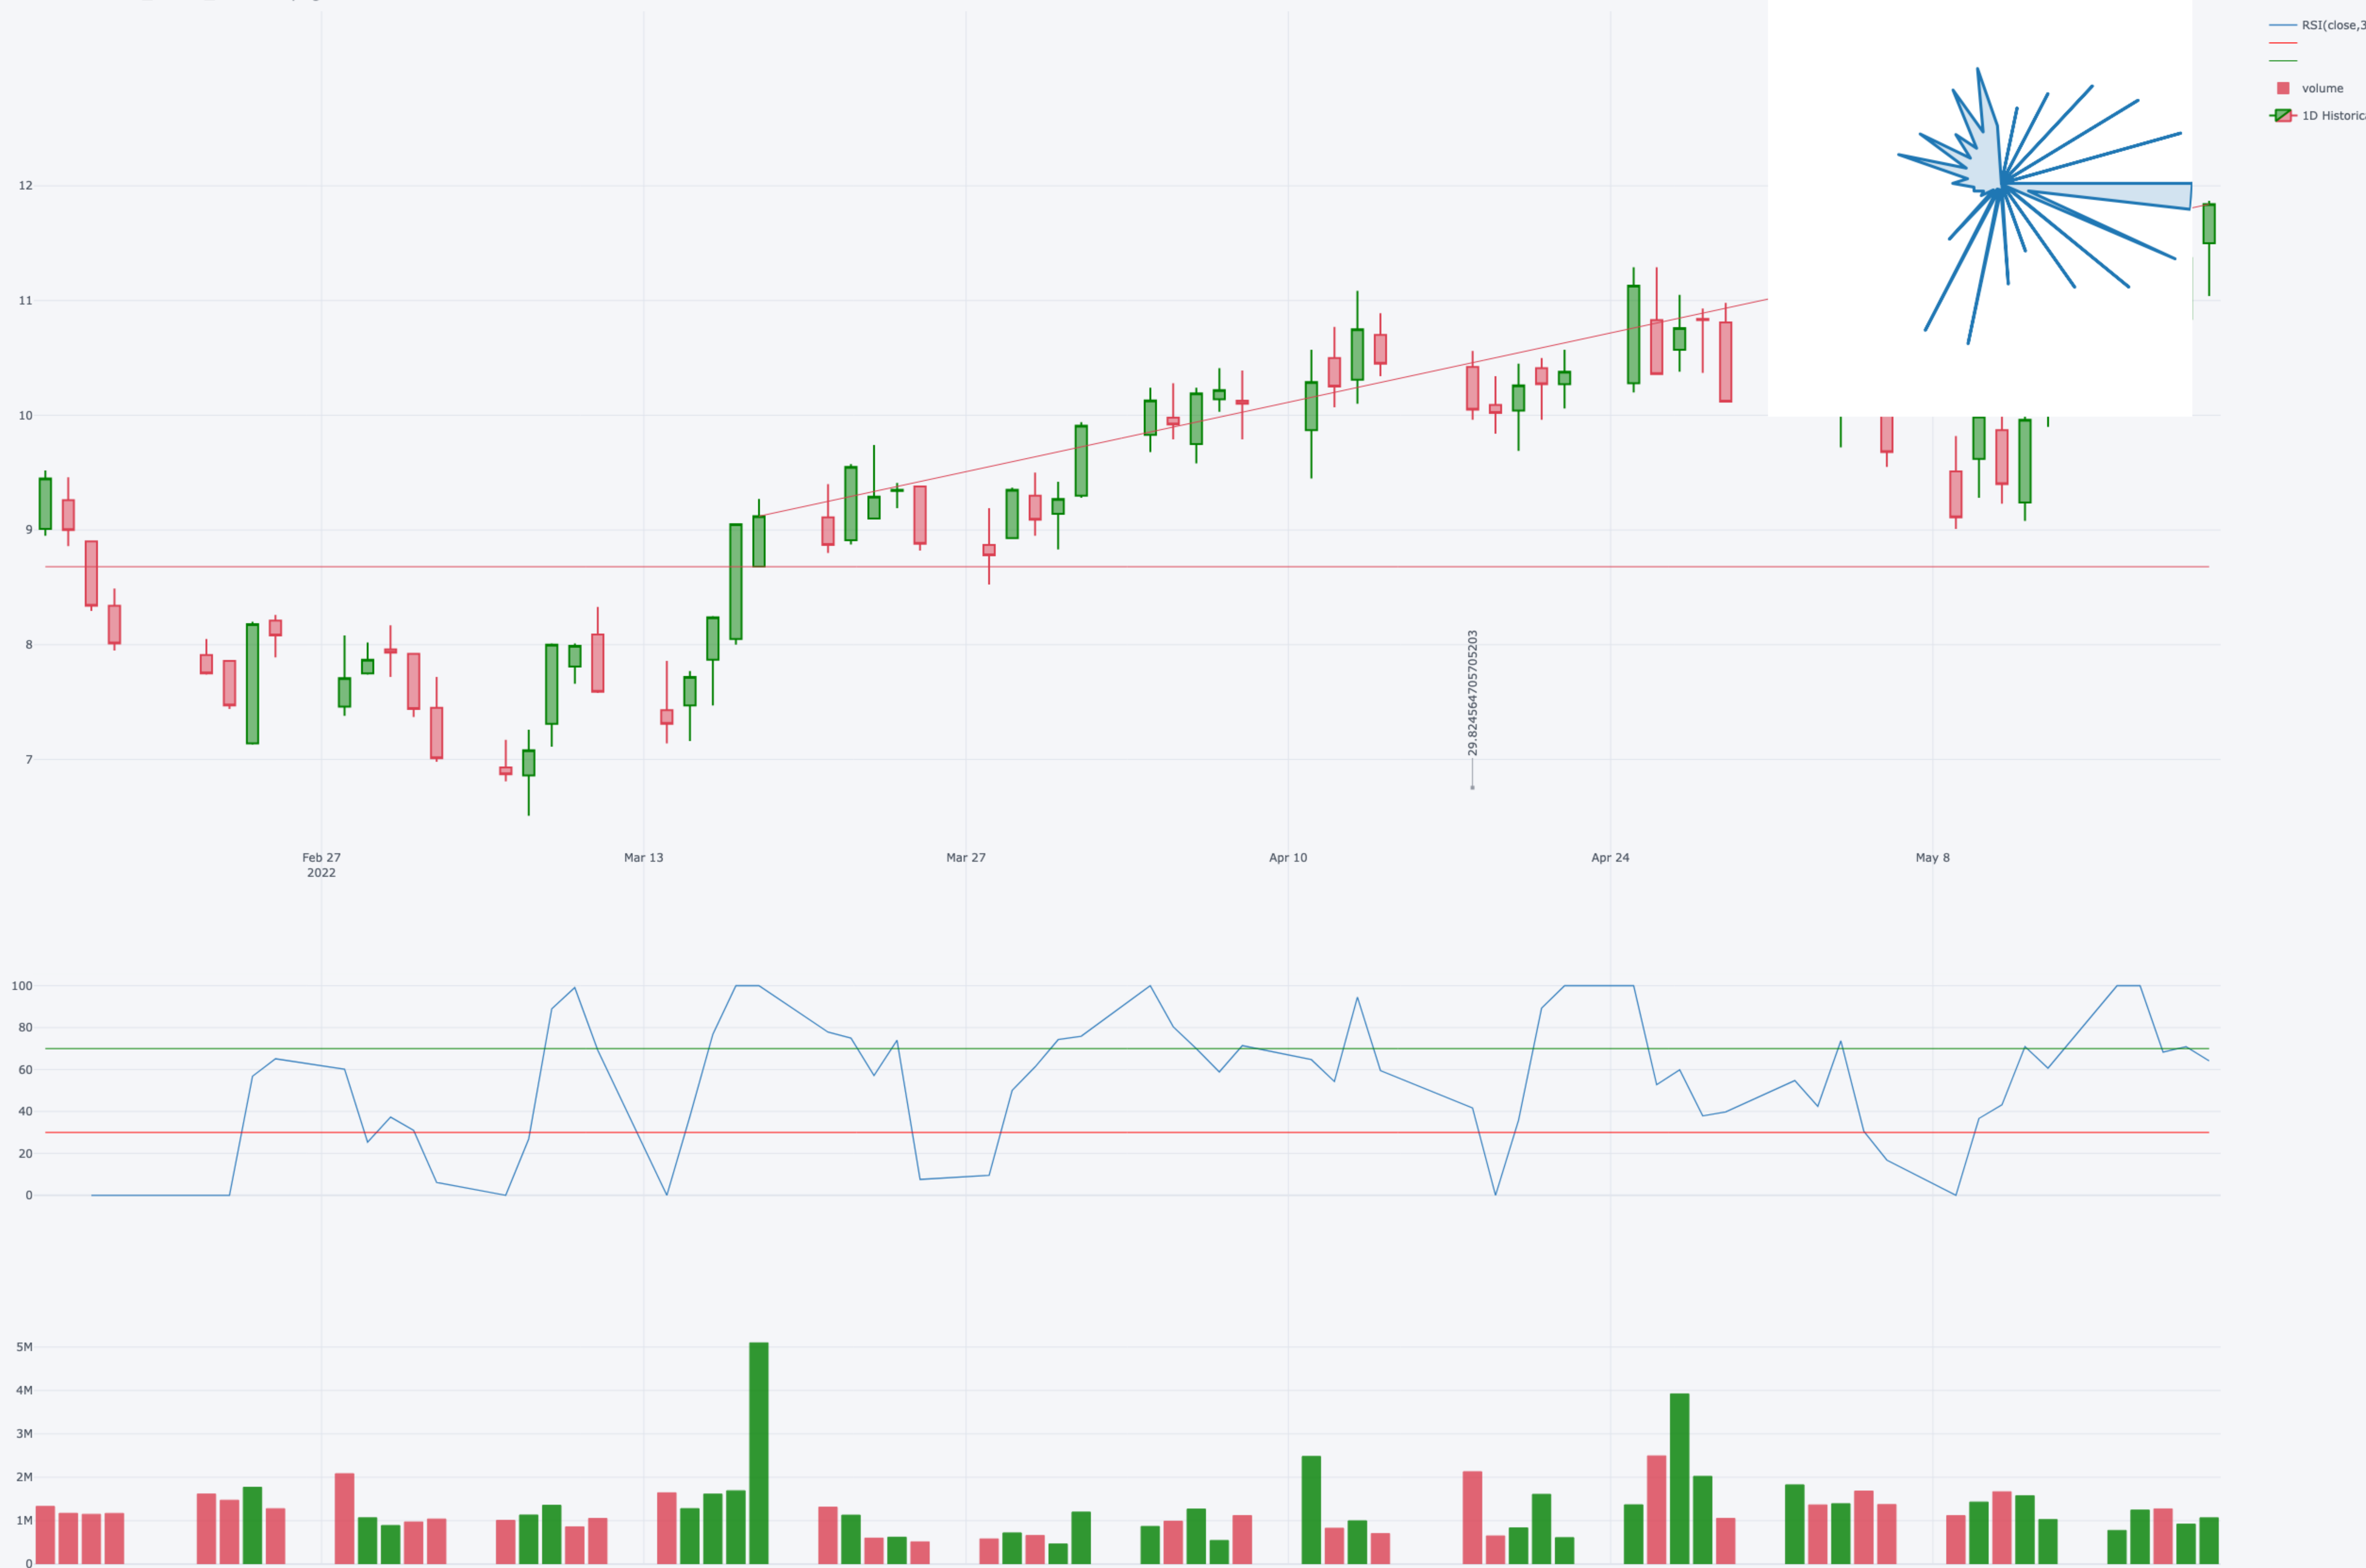 RSI(close,3
volume
1D Historica
12
11
10
9
8
7
29.824564705705203
Feb 27
2022
Mar 13
Mar 27
Apr 10
Apr 24
May 8
100
80
60
40
20
0
5M
4M
3M
2M
1M
0